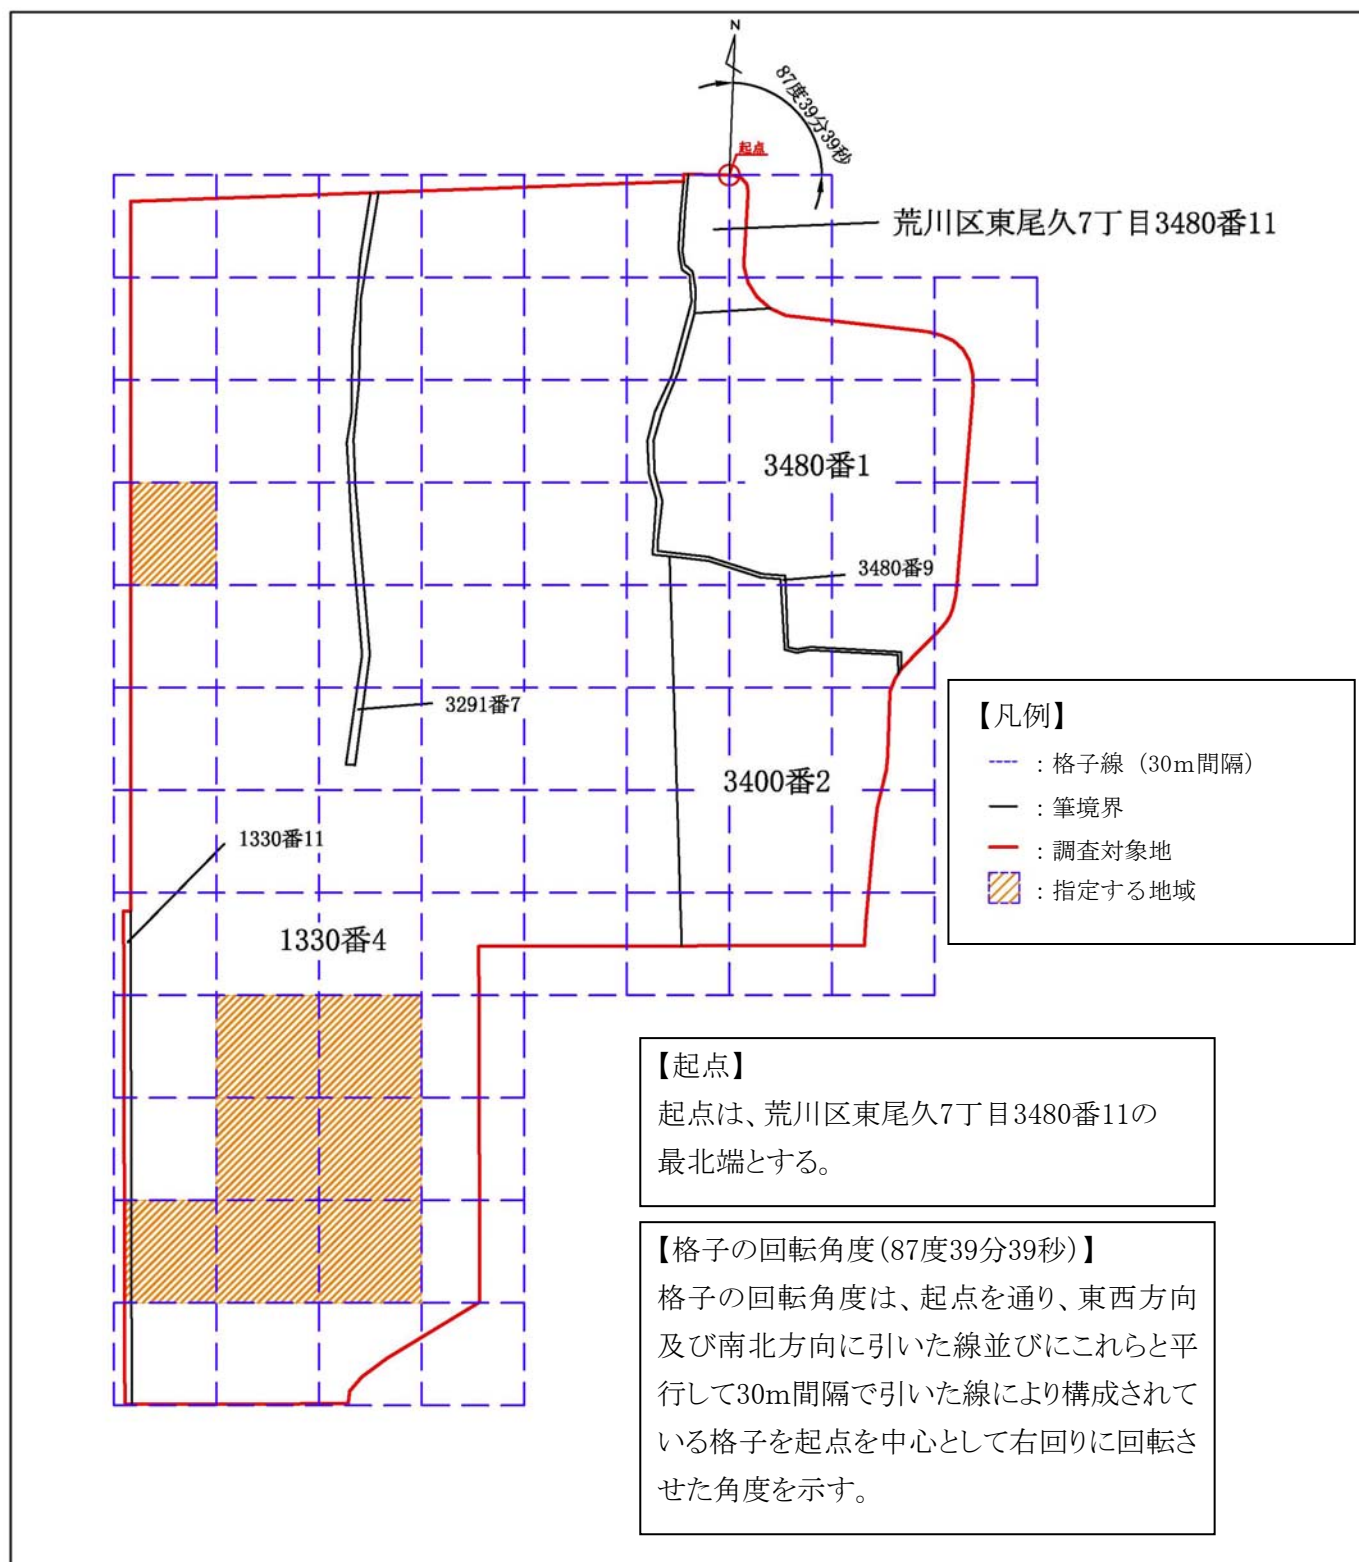 N
87度39分39秒
起点
荒川区東尾久7丁目3480番11
3480番1
3480番9
3291番7
3400番2
1330番11
1330番4
【凡例】
：格子線（30m間隔）
：筆境界
：調査対象地
：指定する地域
【起点】
起点は、荒川区東尾久7丁目3480番11の
最北端とする。
【格子の回転角度（87度39分39秒）】
格子の回転角度は、起点を通り、東西方向
及び南北方向に引いた線並びにこれらと平
行して30m間隔で引いた線により構成されて
いる格子を起点を中心として右回りに回転さ
せた角度を示す。